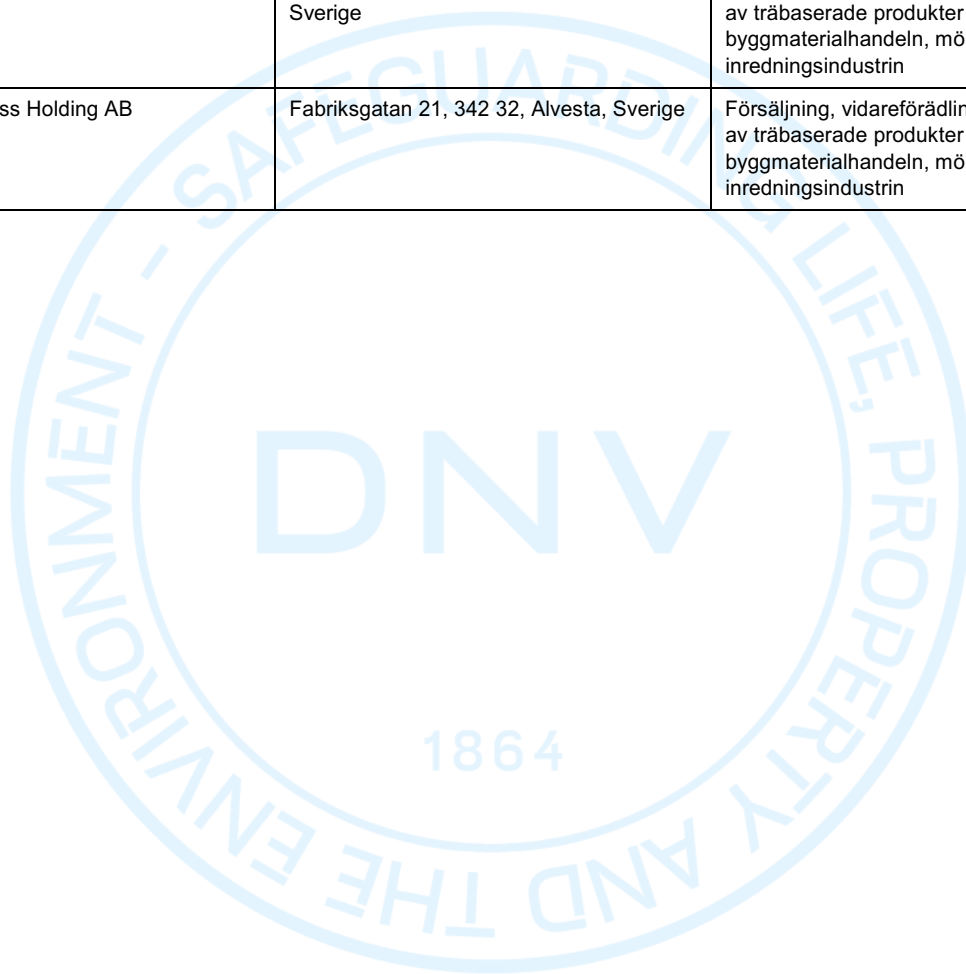 Sverige
av träbaserade produkter
byggmaterialhandeln, mö
inredningsindustrin
ss Holding AB
Fabriksgatan 21, 342 32, Alvesta, Sverige
Försäljning, vidareförädlin
av träbaserade produkter
byggmaterialhandeln, mö
inredningsindustrin
SAFEGUARDING LIFE, PROPERTY AND THE ENVIRONMENT -
DNV
1864